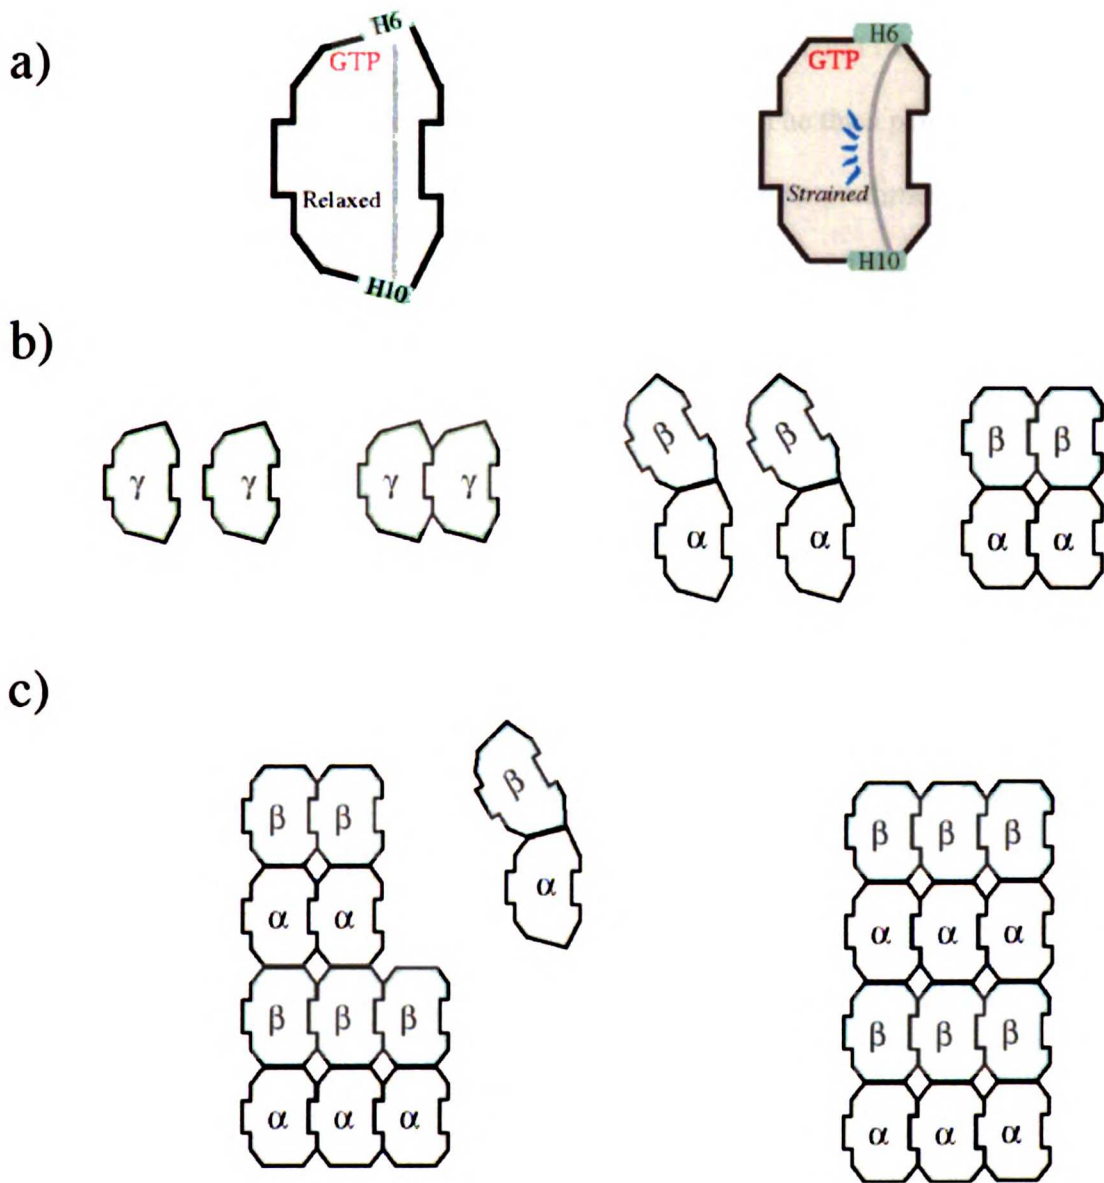 a)
H6
GTP
Relaxed
H10
H6
GTP
Strained
H10
b)
γ γ γ γ
β β β β
α α α α
c)
β β β β β β
α α α α α α
β β β β β β
α α α α α α